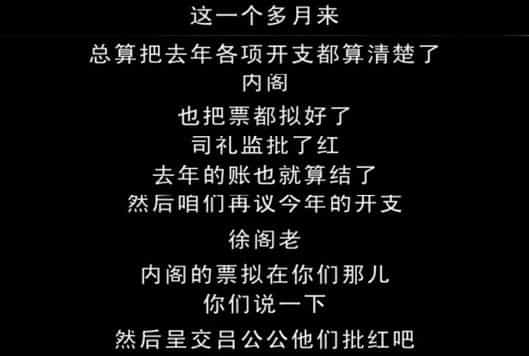 这一个多月来
总算把去年各项开支都算清楚了
内阁
也把票都拟好了
司礼监批了红
去年的账也就算结了
然后咱们再议今年的开支
徐阁老
内阁的票拟在你们那儿
你们说一下
然后呈交吕公公他们批红吧